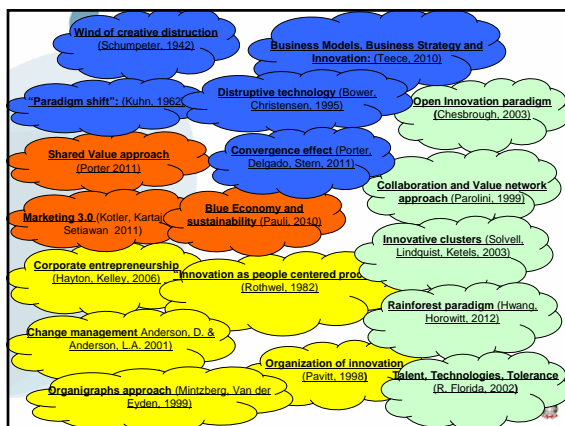 Wind of creative distruction
(Schumpeter, 1942)
Business Models, Business Strategy and
Innovation: (Teece, 2010)
"Paradigm shift": (Kuhn, 1962
Distruptive technology (Bower,
Christensen, 1995)
Open Innovation paradigm
(Chesbrough, 2003)
Shared Value approach
(Porter 2011)
Convergence effect (Porter,
Delgado, Stern, 2011)
Collaboration and Value network
approach (Parolini, 1999)
Marketing 3.0 (Kotler, Kartaj
Setiawan 2011)
Blue Economy and
sustainability (Pauli, 2010)
Innovative clusters (Solvell,
Lindquist, Ketels, 2003)
Corporate entrepreneurship
(Hayton, Kelley, 2006)
"Innovation as people centered proc
(Rothwel, 1982)
Rainforest paradigm (Hwang,
Horowitt, 2012)
Change management Anderson, D. &
Anderson, L.A. 2001)
Organization of innovation
(Pavitt, 1998)
Talent, Technologies, Tolerance
(R. Florida, 2002)
Organigraphs approach (Mintzberg, Van der
Eyden, 1999)